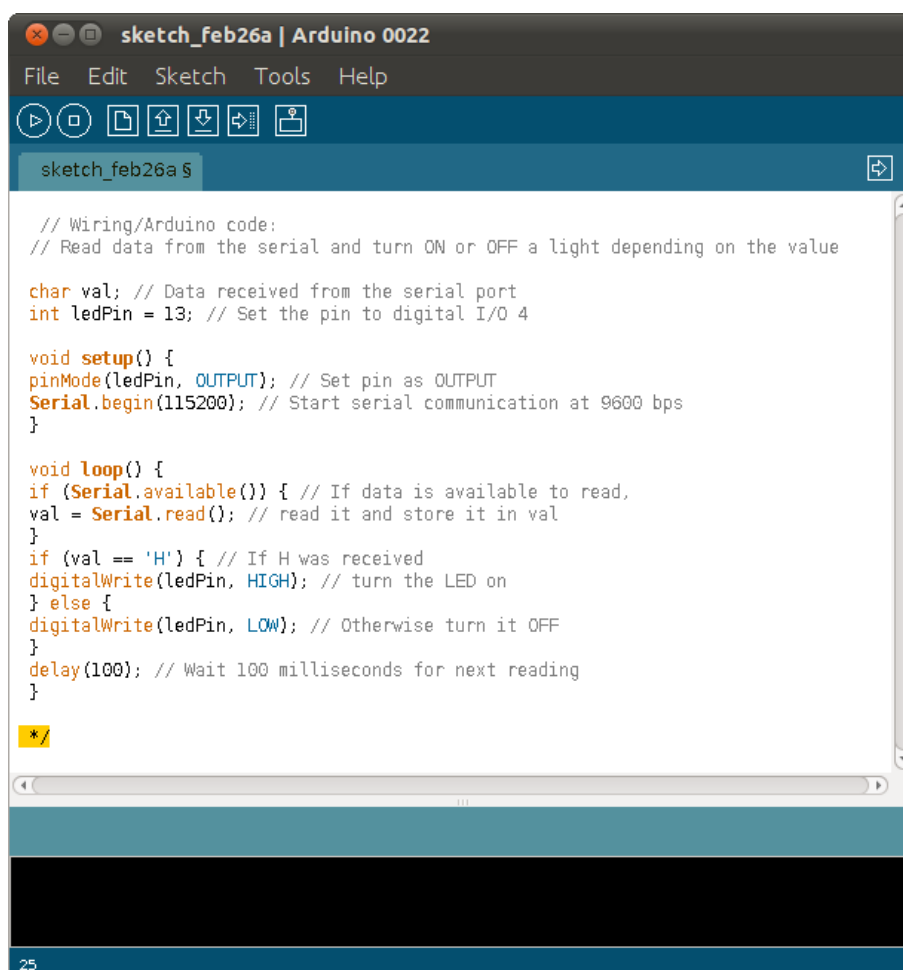 sketch_feb26a | Arduino 0022
File Edit Sketch Tools Help
sketch_feb26a §
// Wiring/Arduino code:
// Read data from the serial and turn ON or OFF a light depending on the value
char val; // Data received from the serial port
int ledPin = 13; // Set the pin to digital I/O 4
void setup() {
pinMode(ledPin, OUTPUT); // Set pin as OUTPUT
Serial.begin(115200); // Start serial communication at 9600 bps
}
void loop() {
if (Serial.available()) { // If data is available to read,
val = Serial.read(); // read it and store it in val
}
if (val == 'H') { // If H was received
digitalWrite(ledPin, HIGH); // turn the LED on
} else {
digitalWrite(ledPin, LOW); // Otherwise turn it OFF
}
delay(100); // Wait 100 milliseconds for next reading
}
*/
25